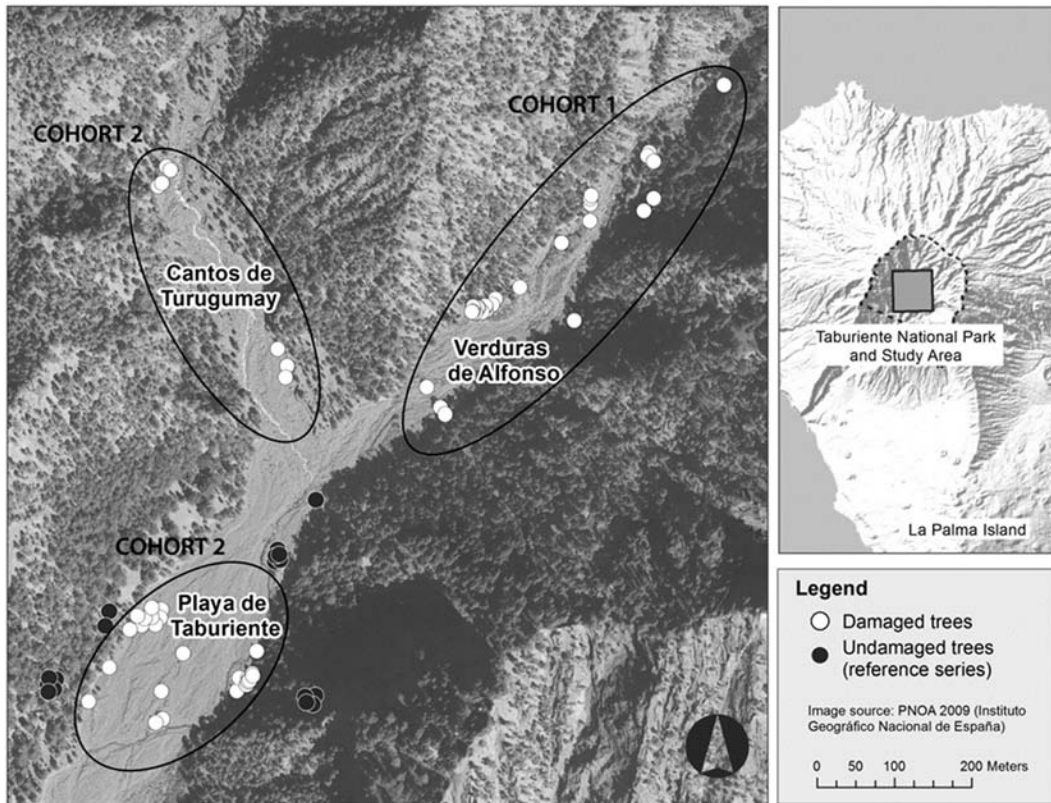 COHORT 1
COHORT 2
Cantos de
Turugumay
Verduras
de Alfonso
COHORT 2
Playa de
Taburiente
Taburiente National Park
and Study Area
La Palma Island
Legend
Damaged trees
Undamaged trees
(reference series)
Image source: PNOA 2009 (Instituto
Geográfico Nacional de España)
0 50 100 200 Meters